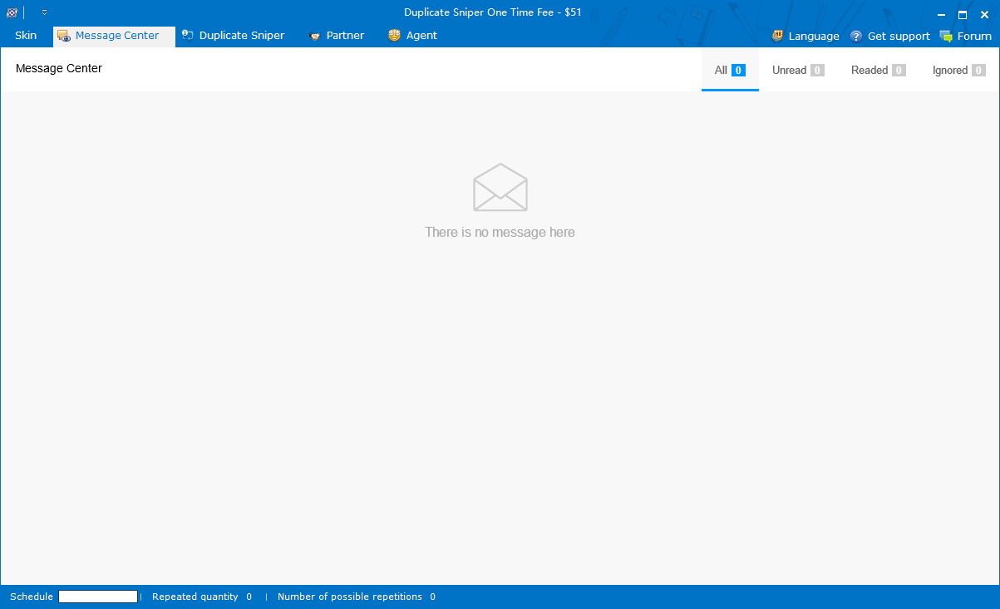 Duplicate Sniper One Time Fee - $51
Skin Message Center Duplicate Sniper Partner Agent Language Get support Forum
Message Center All 0 Unread 0 Readed 0 Ignored 0
There is no message here
Schedule | Repeated quantity 0 | Number of possible repetitions 0